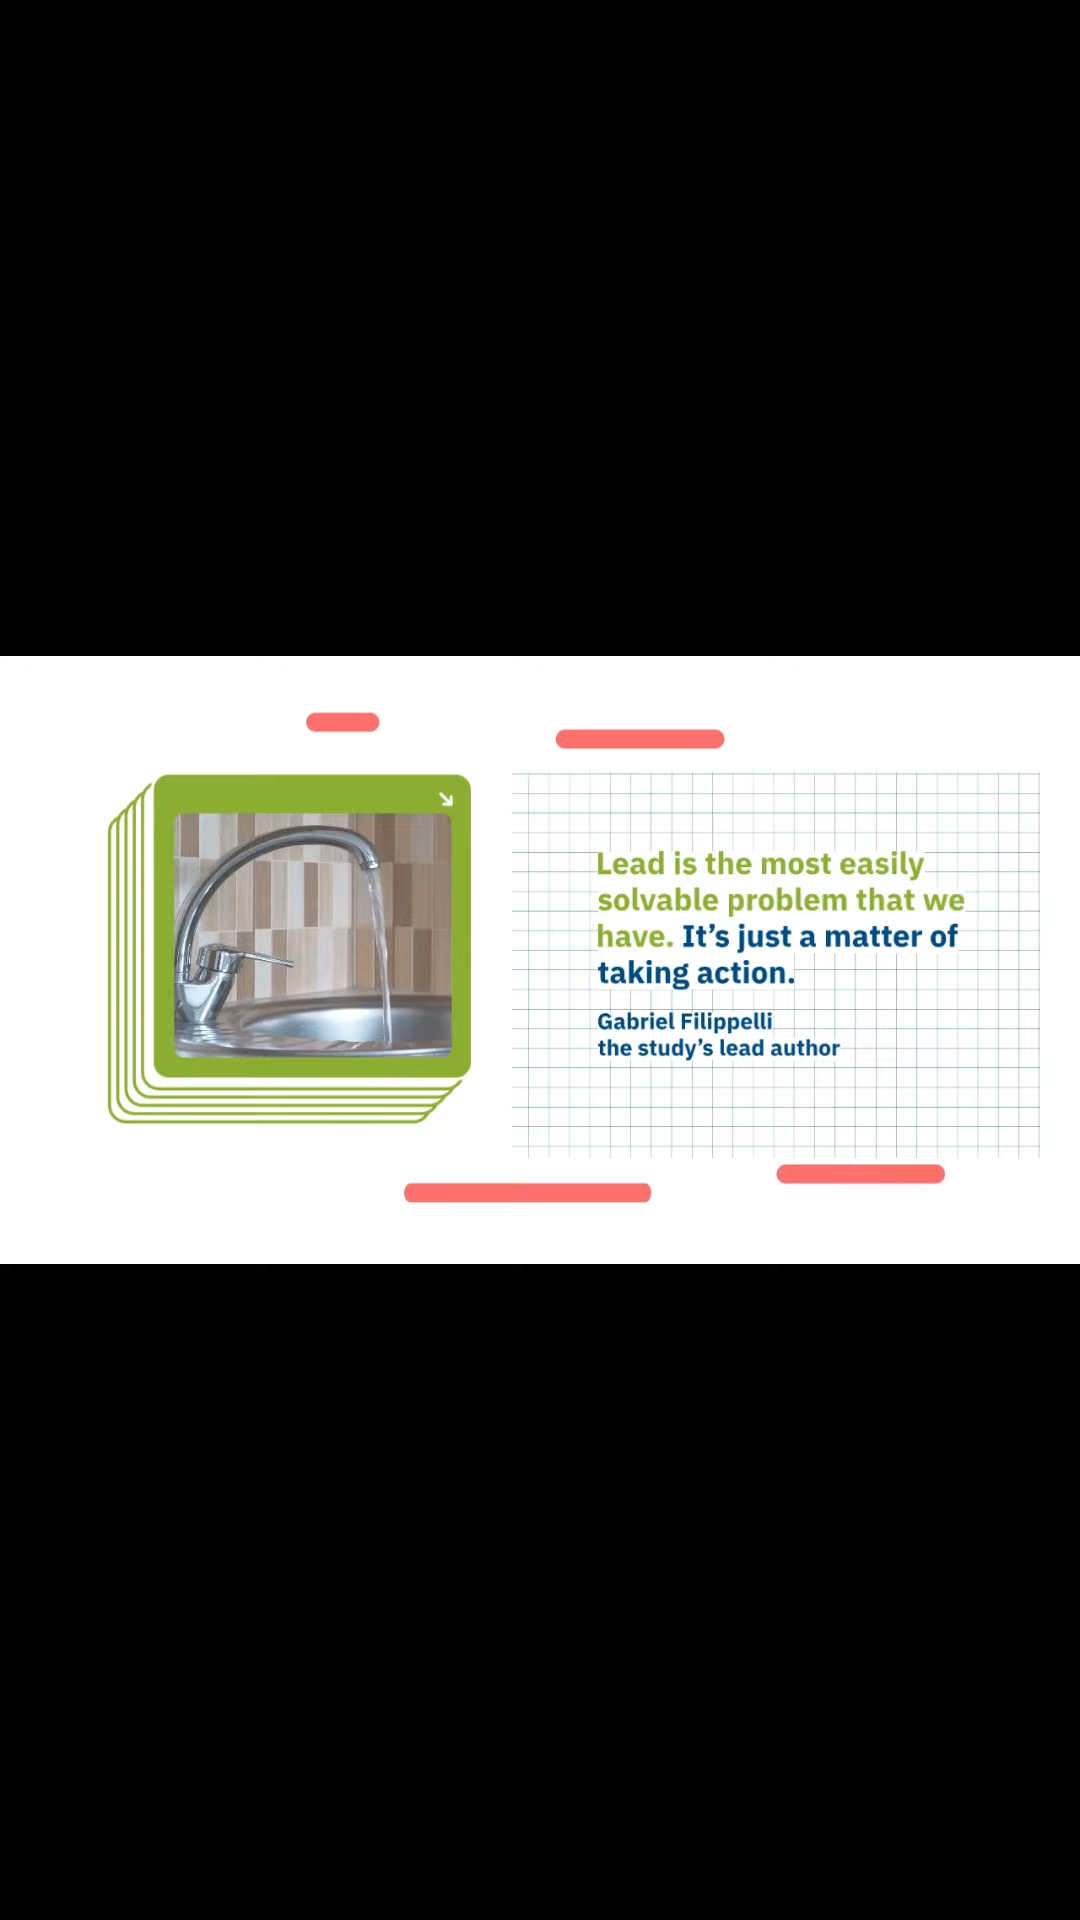 Lead is the most easily
solvable problem that we
have. It’s just a matter of
taking action.
Gabriel Filippelli
the study’s lead author